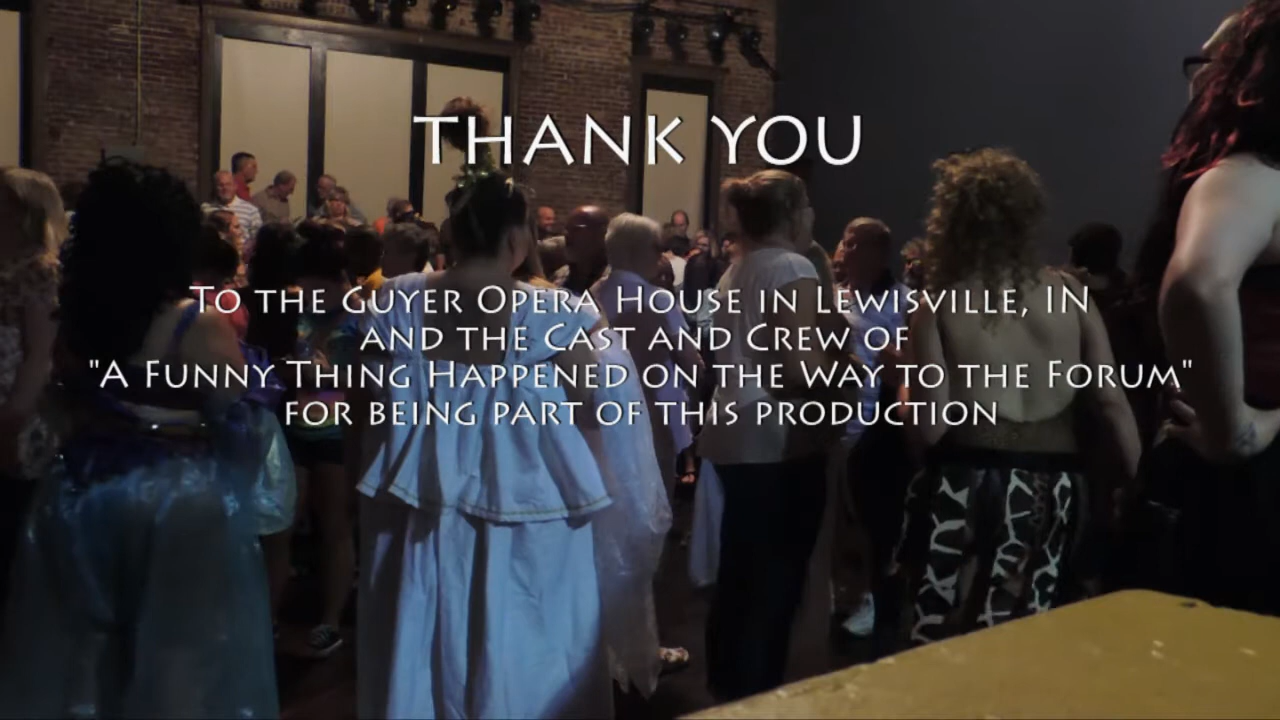 THANK YOU
TO THE GUYER OPERA HOUSE IN LEWISVILLE, IN
AND THE CAST AND CREW OF
"A FUNNY THING HAPPENED ON THE WAY TO THE FORUM"
FOR BEING PART OF THIS PRODUCTION